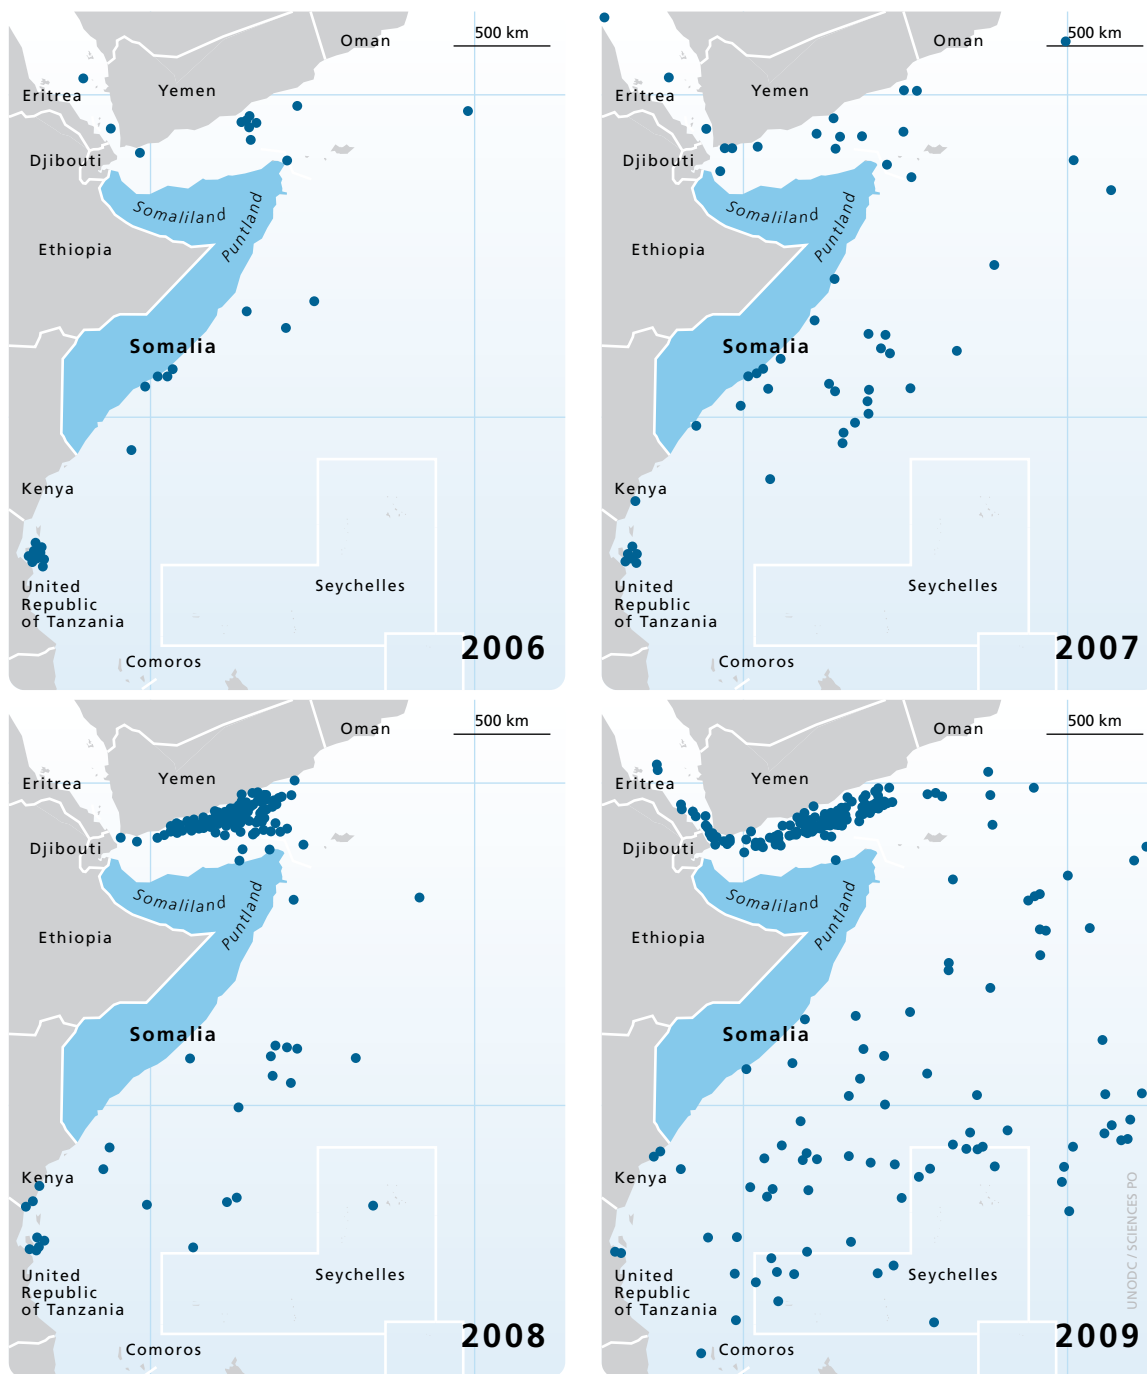 Oman
500 km
Yemen
Eritrea
Djibouti
Somaliland
Puntland
Ethiopia
Somalia
Kenya
United
Republic
of Tanzania
Seychelles
Comoros
2006
Oman
500 km
Yemen
Eritrea
Djibouti
Somaliland
Puntland
Ethiopia
Somalia
Kenya
United
Republic
of Tanzania
Seychelles
Comoros
2007
Oman
500 km
Yemen
Eritrea
Djibouti
Somaliland
Puntland
Ethiopia
Somalia
Kenya
United
Republic
of Tanzania
Seychelles
Comoros
2008
Oman
500 km
Yemen
Eritrea
Djibouti
Somaliland
Puntland
Ethiopia
Somalia
Kenya
United
Republic
of Tanzania
Seychelles
Comoros
2009
UNODC / SCIENCES PO